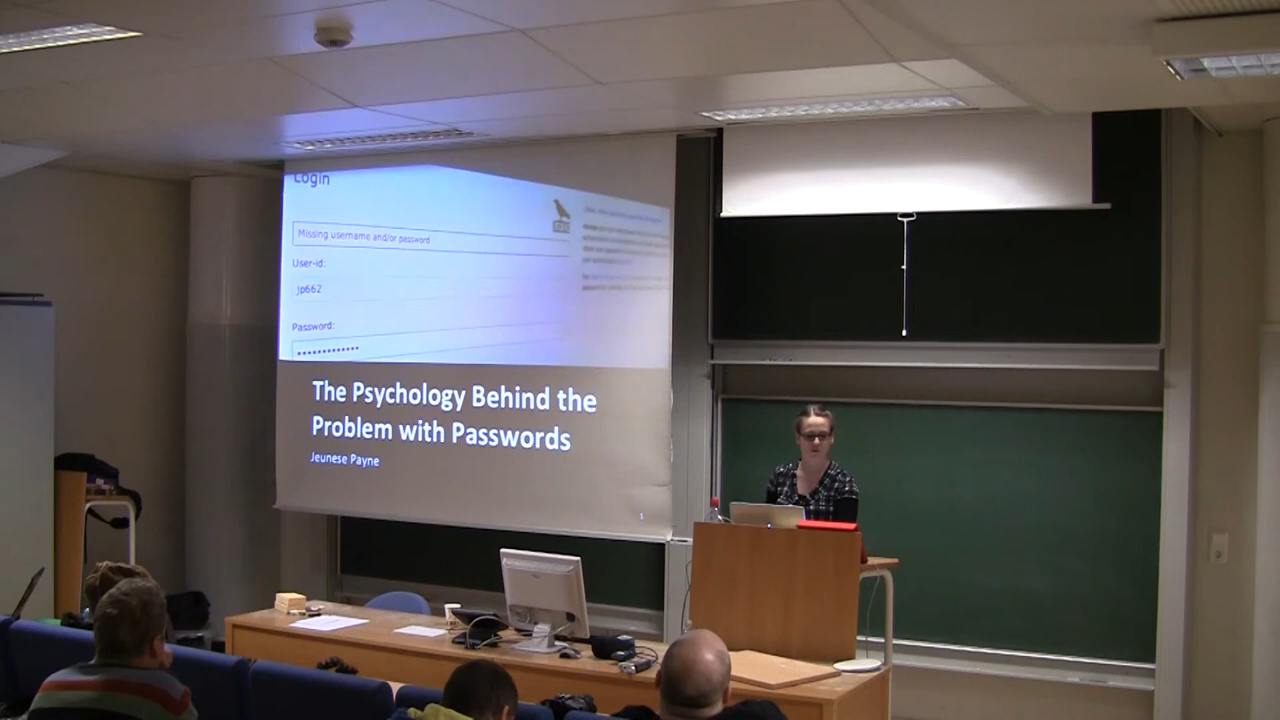 Login
Missing username and/or password
User-id:
jp662
Password:
The Psychology Behind the
Problem with Passwords
Jeunese Payne
1